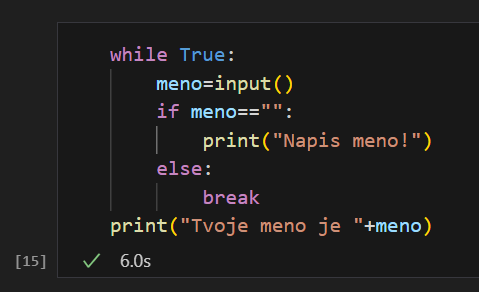 while True:
    meno=input()
    if meno=="":
        print("Napis meno!")
    else:
        break
print("Tvoje meno je "+meno)
[15] ✓ 6.0s